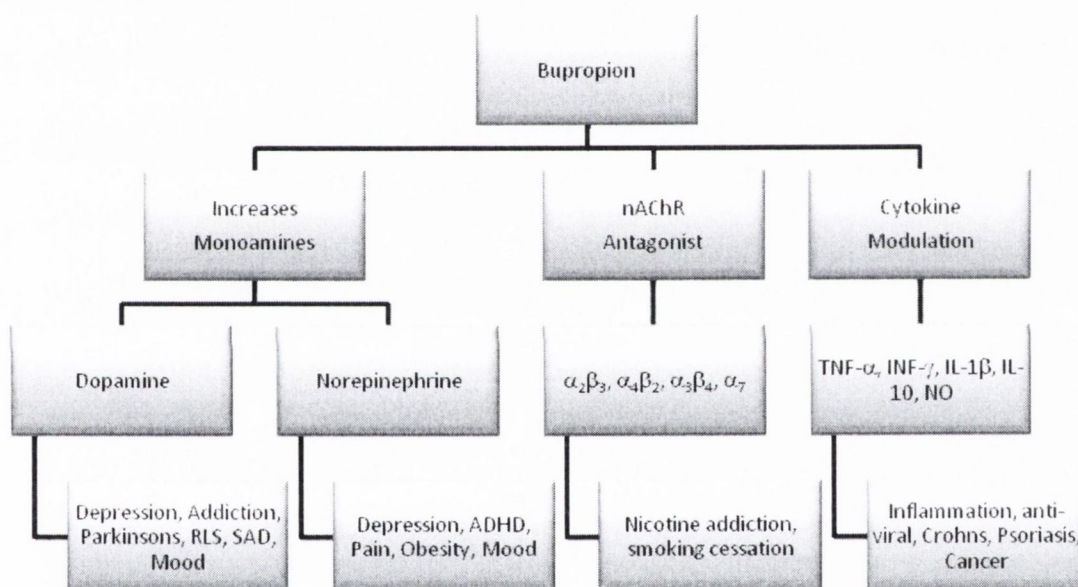 Bupropion
Increases
Monoamines
nAChR
Antagonist
Cytokine
Modulation
Dopamine
Norepinephrine
α₂β₃, α₄β₂, α₃β₄, α₇
TNF-α, INF-γ, IL-1β, IL-
10, NO
Depression, Addiction,
Parkinsons, RLS, SAD,
Mood
Depression, ADHD,
Pain, Obesity, Mood
Nicotine addiction,
smoking cessation
Inflammation, anti-
viral, Crohns, Psoriasis,
Cancer